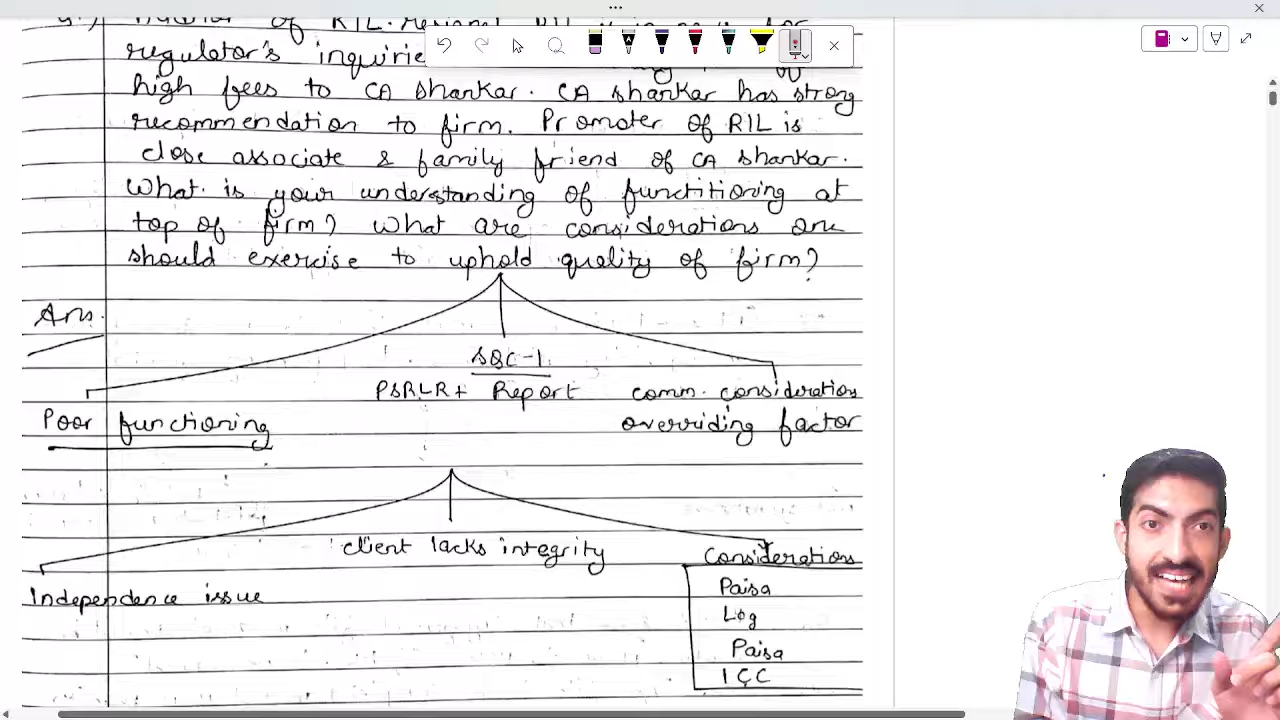 of RIL.
regulator's inquirie
high fees to CA shankar. CA shankar has strong
recommendation to firm. Promoter of RIL is
close associate & family friend of CA shankar.
What is your understanding of functitioning at
top of firm? What are considerations one
should exercise to uphold quality of firm?
Ans.
SQC-1
PSRLR+ Report
comm. consideration
overriding factor
Poor functioning
client lacks integrity
Considerations
Independence issue
Paisa
Log
Paisa
ICC